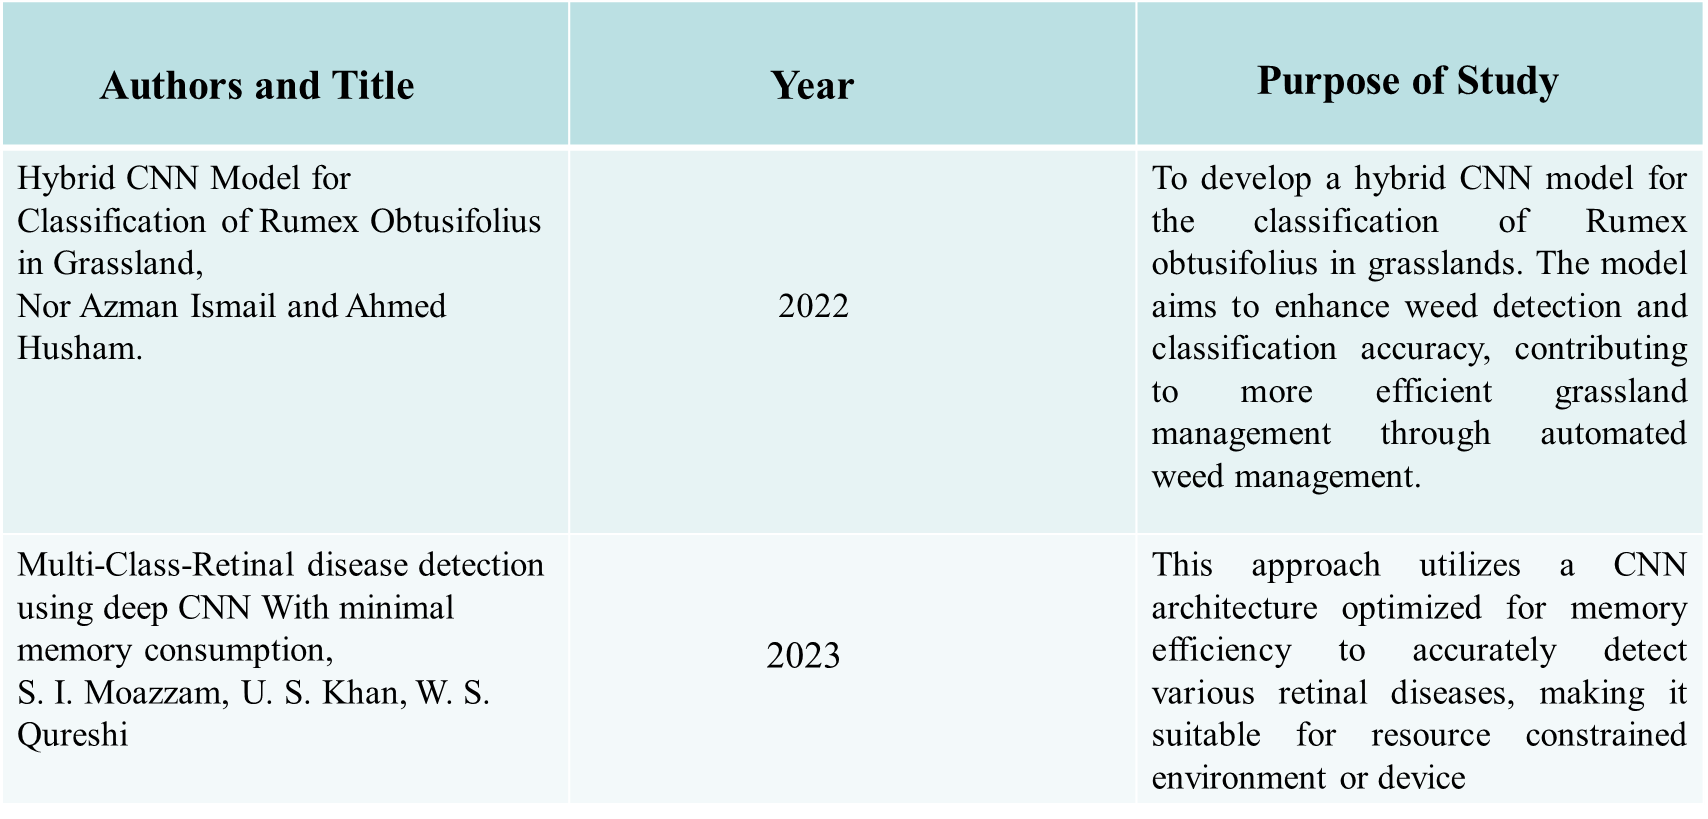 Authors and Title
Year
Purpose of Study
Hybrid CNN Model for
Classification of Rumex Obtusifolius
in Grassland,
Nor Azman Ismail and Ahmed
Husham.
2022
To develop a hybrid CNN model for
the classification of Rumex
obtusifolius in grasslands. The model
aims to enhance weed detection and
classification accuracy, contributing
to more efficient grassland
management through automated
weed management.
Multi-Class-Retinal disease detection
using deep CNN With minimal
memory consumption,
S. I. Moazzam, U. S. Khan, W. S.
Qureshi
2023
This approach utilizes a CNN
architecture optimized for memory
efficiency to accurately detect
various retinal diseases, making it
suitable for resource constrained
environment or device